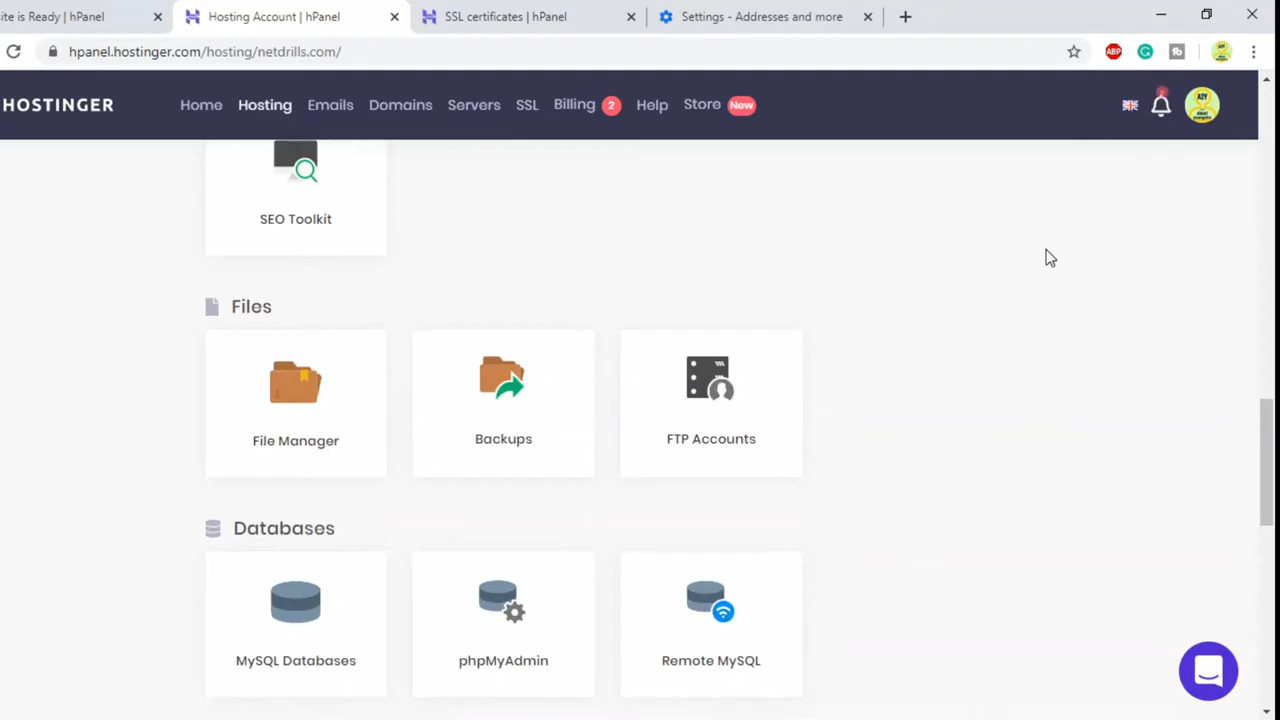 ite is Ready | hPanel
Hosting Account | hPanel
SSL certificates | hPanel
Settings - Addresses and more
hpanel.hostinger.com/hosting/netdrills.com/
ABP
HOSTINGER
Home
Hosting
Emails
Domains
Servers
SSL
Billing 2
Help
Store New
SEO Toolkit
Files
File Manager
Backups
FTP Accounts
Databases
MySQL Databases
phpMyAdmin
Remote MySQL